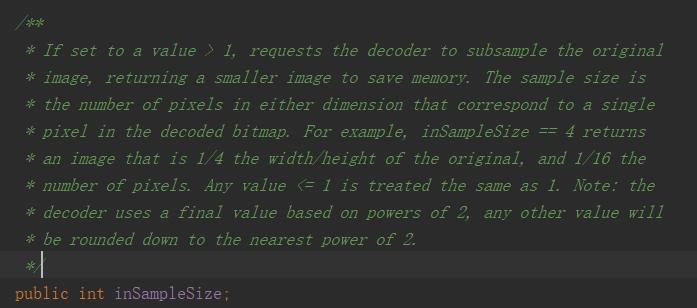 /**
* If set to a value > 1, requests the decoder to subsample the original
* image, returning a smaller image to save memory. The sample size is
* the number of pixels in either dimension that correspond to a single
* pixel in the decoded bitmap. For example, inSampleSize == 4 returns
* an image that is 1/4 the width/height of the original, and 1/16 the
* number of pixels. Any value <= 1 is treated the same as 1. Note: the
* decoder uses a final value based on powers of 2, any other value will
* be rounded down to the nearest power of 2.
*/
public int inSampleSize;